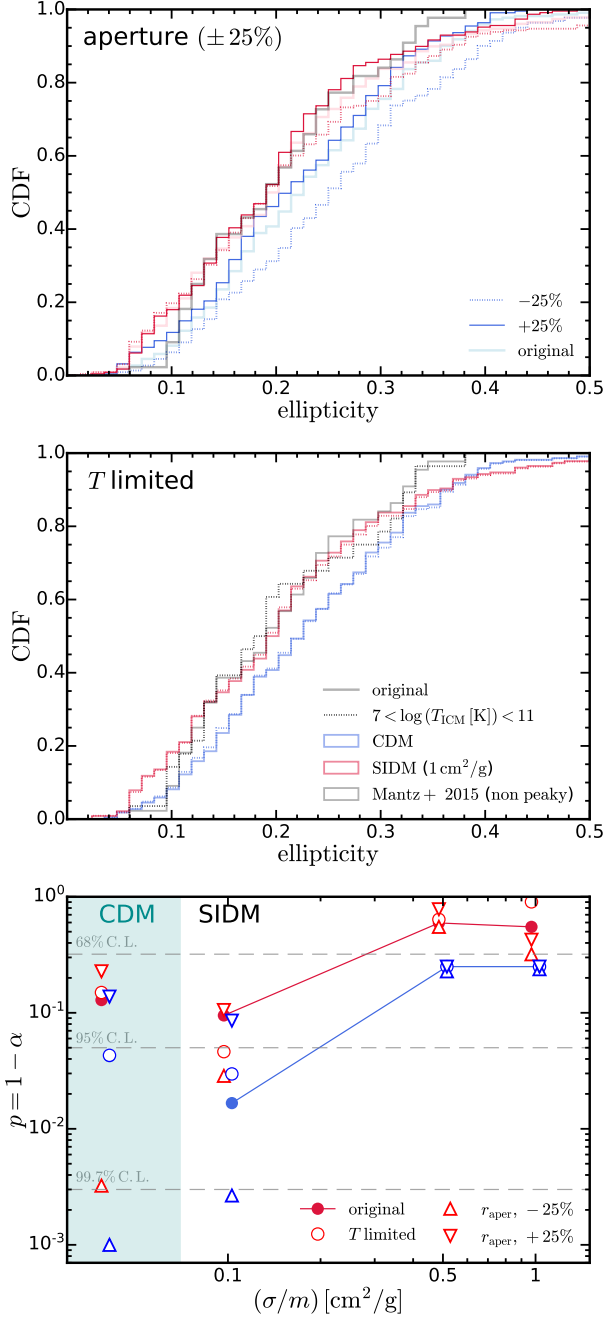 aperture (±25%)
1.0
0.8
0.6
0.4
0.2
0.0
CDF
−25%
+25%
original
0.1 0.2 0.3 0.4 0.5
ellipticity
T limited
1.0
0.8
0.6
0.4
0.2
0.0
CDF
original
7 < log (T_ICM [K]) < 11
CDM
SIDM (1 cm²/g)
Mantz + 2015 (non peaky)
0.1 0.2 0.3 0.4 0.5
ellipticity
CDM SIDM
10⁰
10⁻¹
10⁻²
10⁻³
p = 1 − α
68% C.L.
95% C.L.
99.7% C.L.
original
T limited
r_aper, −25%
r_aper, +25%
0.1 0.5 1
(σ/m) [cm²/g]